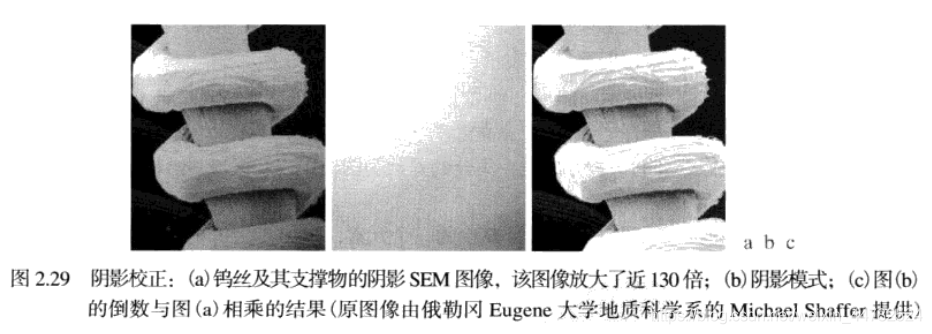 a b c
图 2.29 阴影校正：(a)钨丝及其支撑物的阴影 SEM 图像，该图像放大了近 130 倍；(b)阴影模式；(c)图(b)
的倒数与图(a)相乘的结果(原图像由俄勒冈 Eugene 大学地质科学系的 Michael Shaffer 提供)